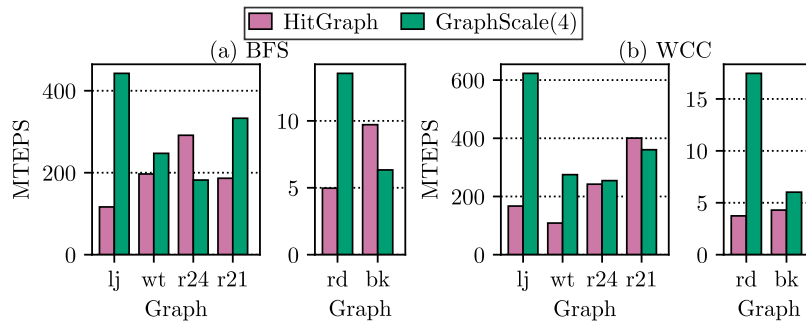 HitGraph GraphScale(4)
(a) BFS
(b) WCC
MTEPS
400
200
0
lj wt r24 r21
Graph
10
5
0
rd bk
Graph
MTEPS
600
400
200
0
lj wt r24 r21
Graph
15
10
5
0
rd bk
Graph